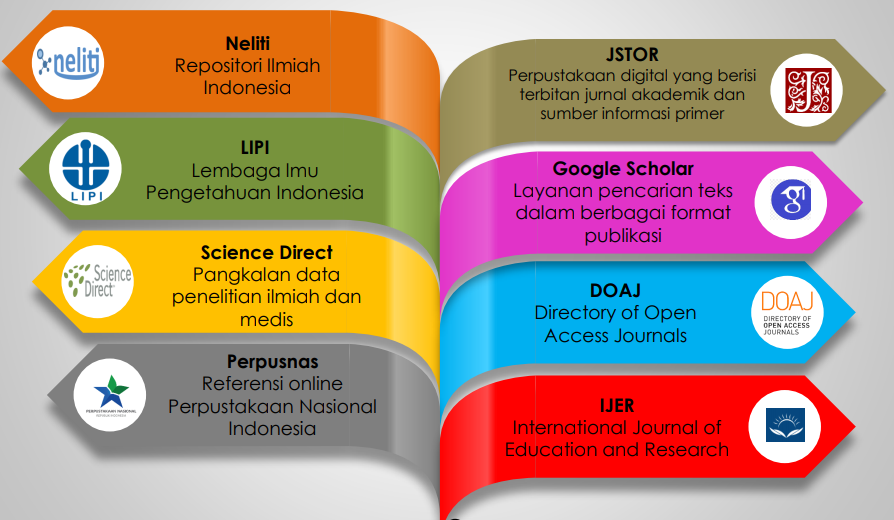 neliti
Neliti
Repositori Ilmiah
Indonesia
LIPI
LIPI
Lembaga Imu
Pengetahuan Indonesia
Science
Direct
Science Direct
Pangkalan data
penelitian ilmiah dan
medis
PERPUSTAKAAN NASIONAL
REPUBLIK INDONESIA
Perpusnas
Referensi online
Perpustakaan Nasional
Indonesia
JSTOR
Perpustakaan digital yang berisi
terbitan jurnal akademik dan
sumber informasi primer
J
Google Scholar
Layanan pencarian teks
dalam berbagai format
publikasi
g
DOAJ
Directory of Open
Access Journals
DOAJ
DIRECTORY OF
OPEN ACCESS
JOURNALS
IJER
International Journal of
Education and Research